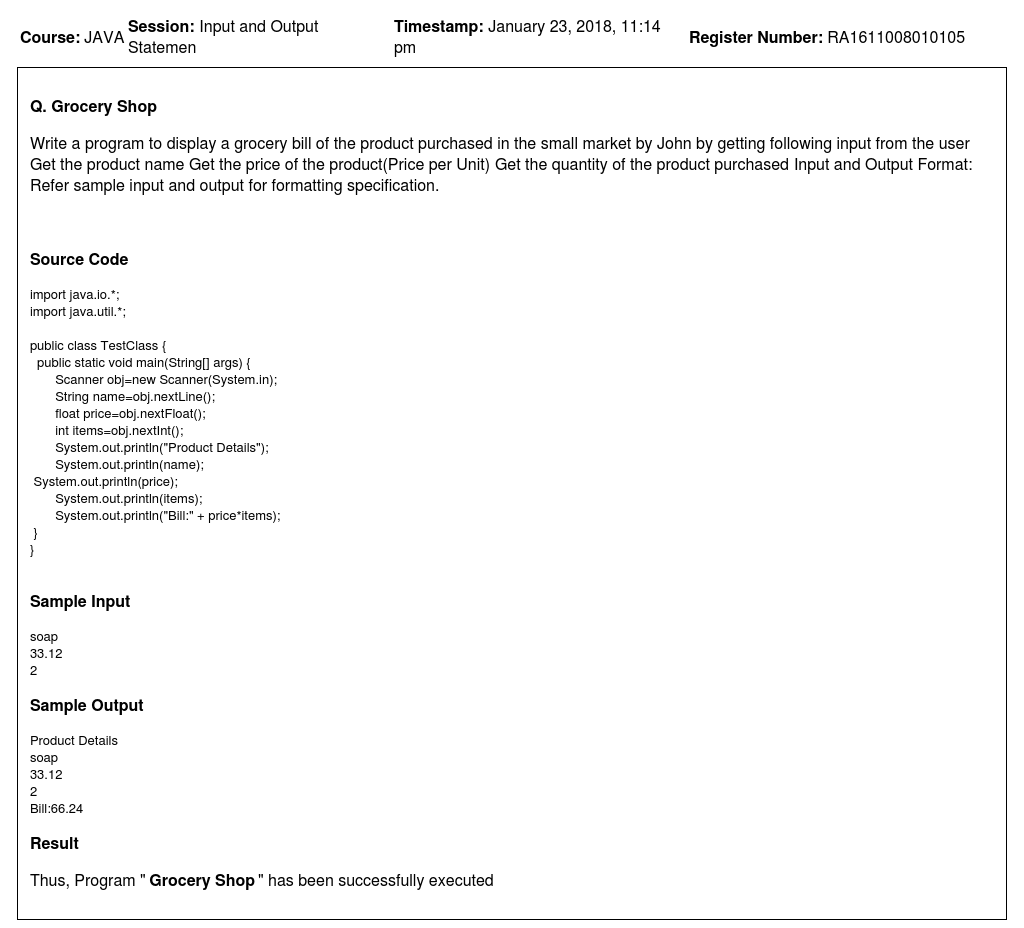 Course: JAVA Session: Input and Output Statemen Timestamp: January 23, 2018, 11:14 pm Register Number: RA1611008010105
Q. Grocery Shop
Write a program to display a grocery bill of the product purchased in the small market by John by getting following input from the user
Get the product name Get the price of the product(Price per Unit) Get the quantity of the product purchased Input and Output Format:
Refer sample input and output for formatting specification.
Source Code
import java.io.*;
import java.util.*;
public class TestClass {
public static void main(String[] args) {
Scanner obj=new Scanner(System.in);
String name=obj.nextLine();
float price=obj.nextFloat();
int items=obj.nextInt();
System.out.println("Product Details");
System.out.println(name);
System.out.println(price);
System.out.println(items);
System.out.println("Bill:" + price*items);
}
}
Sample Input
soap
33.12
2
Sample Output
Product Details
soap
33.12
2
Bill:66.24
Result
Thus, Program " Grocery Shop " has been successfully executed